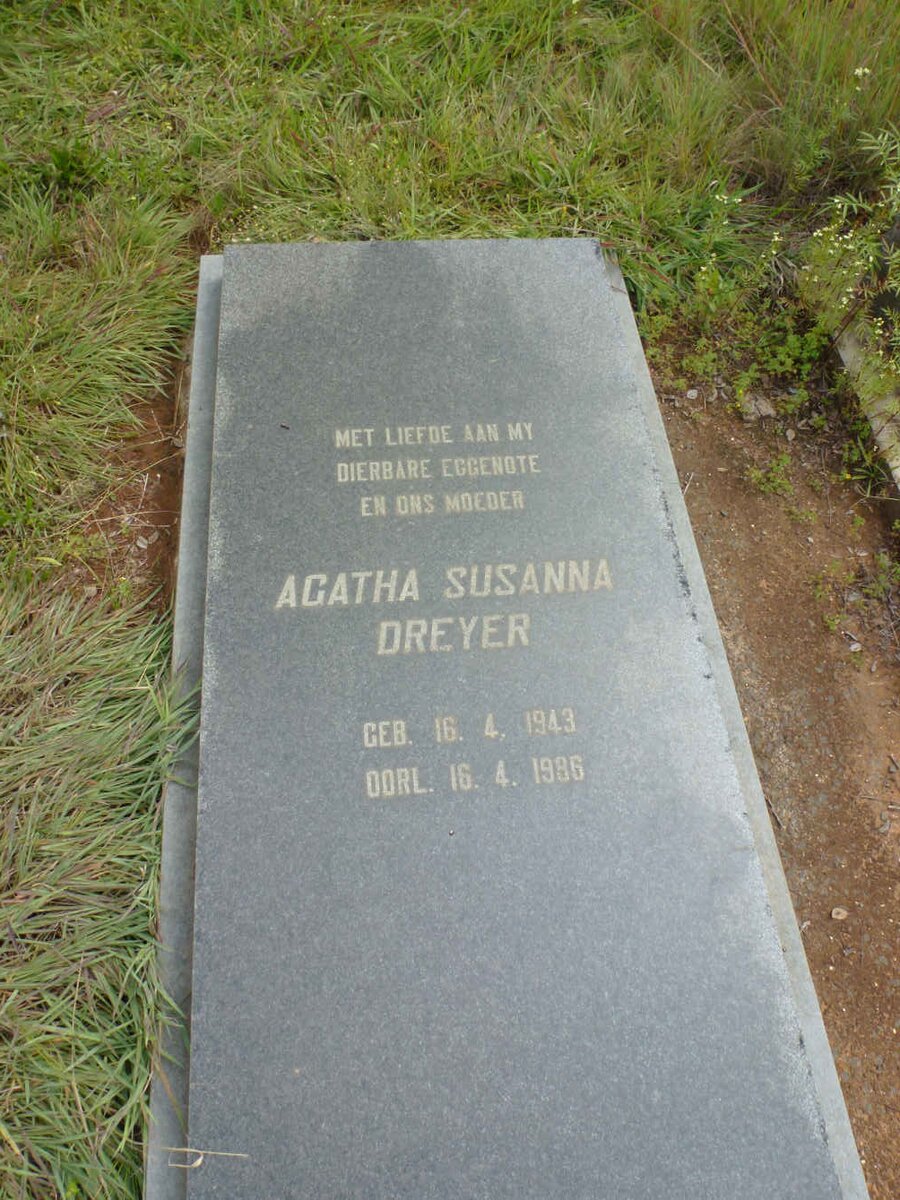 MET LIEFDE AAN MY
DIERBARE EGGENOTE
EN ONS MOEDER
AGATHA SUSANNA
DREYER
GEB. 16. 4. 1943
OORL. 16. 4. 1986